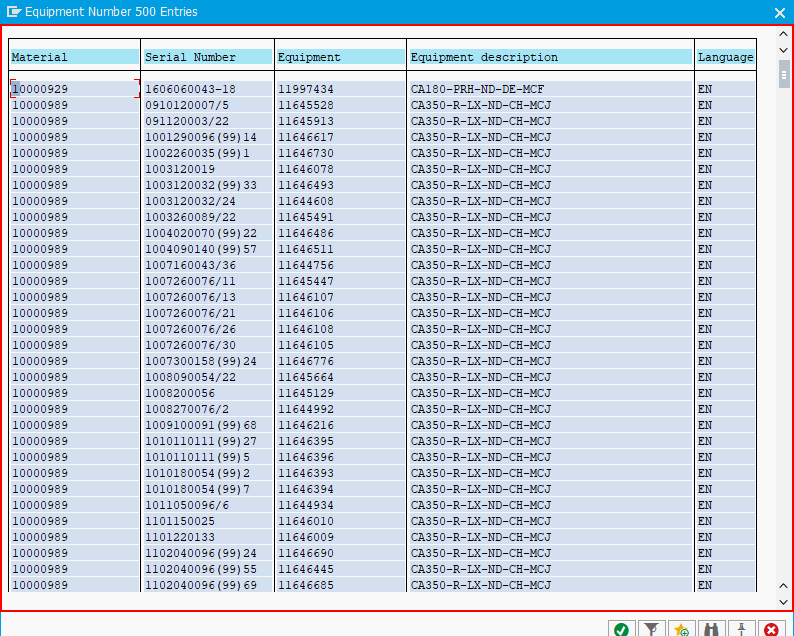 Equipment Number 500 Entries
Material Serial Number Equipment Equipment description Language
10000929 1606060043-18 11997434 CA180-PRH-ND-DE-MCF EN
10000989 0910120007/5 11645528 CA350-R-LX-ND-CH-MCJ EN
10000989 091120003/22 11645913 CA350-R-LX-ND-CH-MCJ EN
10000989 1001290096(99)14 11646617 CA350-R-LX-ND-CH-MCJ EN
10000989 1002260035(99)1 11646730 CA350-R-LX-ND-CH-MCJ EN
10000989 1003120019 11646078 CA350-R-LX-ND-CH-MCJ EN
10000989 1003120032(99)33 11646493 CA350-R-LX-ND-CH-MCJ EN
10000989 1003120032/24 11644608 CA350-R-LX-ND-CH-MCJ EN
10000989 1003260089/22 11645491 CA350-R-LX-ND-CH-MCJ EN
10000989 1004020070(99)22 11646486 CA350-R-LX-ND-CH-MCJ EN
10000989 1004090140(99)57 11646511 CA350-R-LX-ND-CH-MCJ EN
10000989 1007160043/36 11644756 CA350-R-LX-ND-CH-MCJ EN
10000989 1007260076/11 11645447 CA350-R-LX-ND-CH-MCJ EN
10000989 1007260076/13 11646107 CA350-R-LX-ND-CH-MCJ EN
10000989 1007260076/21 11646106 CA350-R-LX-ND-CH-MCJ EN
10000989 1007260076/26 11646108 CA350-R-LX-ND-CH-MCJ EN
10000989 1007260076/30 11646105 CA350-R-LX-ND-CH-MCJ EN
10000989 1007300158(99)24 11646776 CA350-R-LX-ND-CH-MCJ EN
10000989 1008090054/22 11645664 CA350-R-LX-ND-CH-MCJ EN
10000989 1008200056 11645129 CA350-R-LX-ND-CH-MCJ EN
10000989 1008270076/2 11644992 CA350-R-LX-ND-CH-MCJ EN
10000989 1009100091(99)68 11646216 CA350-R-LX-ND-CH-MCJ EN
10000989 1010110111(99)27 11646395 CA350-R-LX-ND-CH-MCJ EN
10000989 1010110111(99)5 11646396 CA350-R-LX-ND-CH-MCJ EN
10000989 1010180054(99)2 11646393 CA350-R-LX-ND-CH-MCJ EN
10000989 1010180054(99)7 11646394 CA350-R-LX-ND-CH-MCJ EN
10000989 1011050096/6 11644934 CA350-R-LX-ND-CH-MCJ EN
10000989 1101150025 11646010 CA350-R-LX-ND-CH-MCJ EN
10000989 1101220133 11646009 CA350-R-LX-ND-CH-MCJ EN
10000989 1102040096(99)24 11646690 CA350-R-LX-ND-CH-MCJ EN
10000989 1102040096(99)55 11646445 CA350-R-LX-ND-CH-MCJ EN
10000989 1102040096(99)69 11646685 CA350-R-LX-ND-CH-MCJ EN